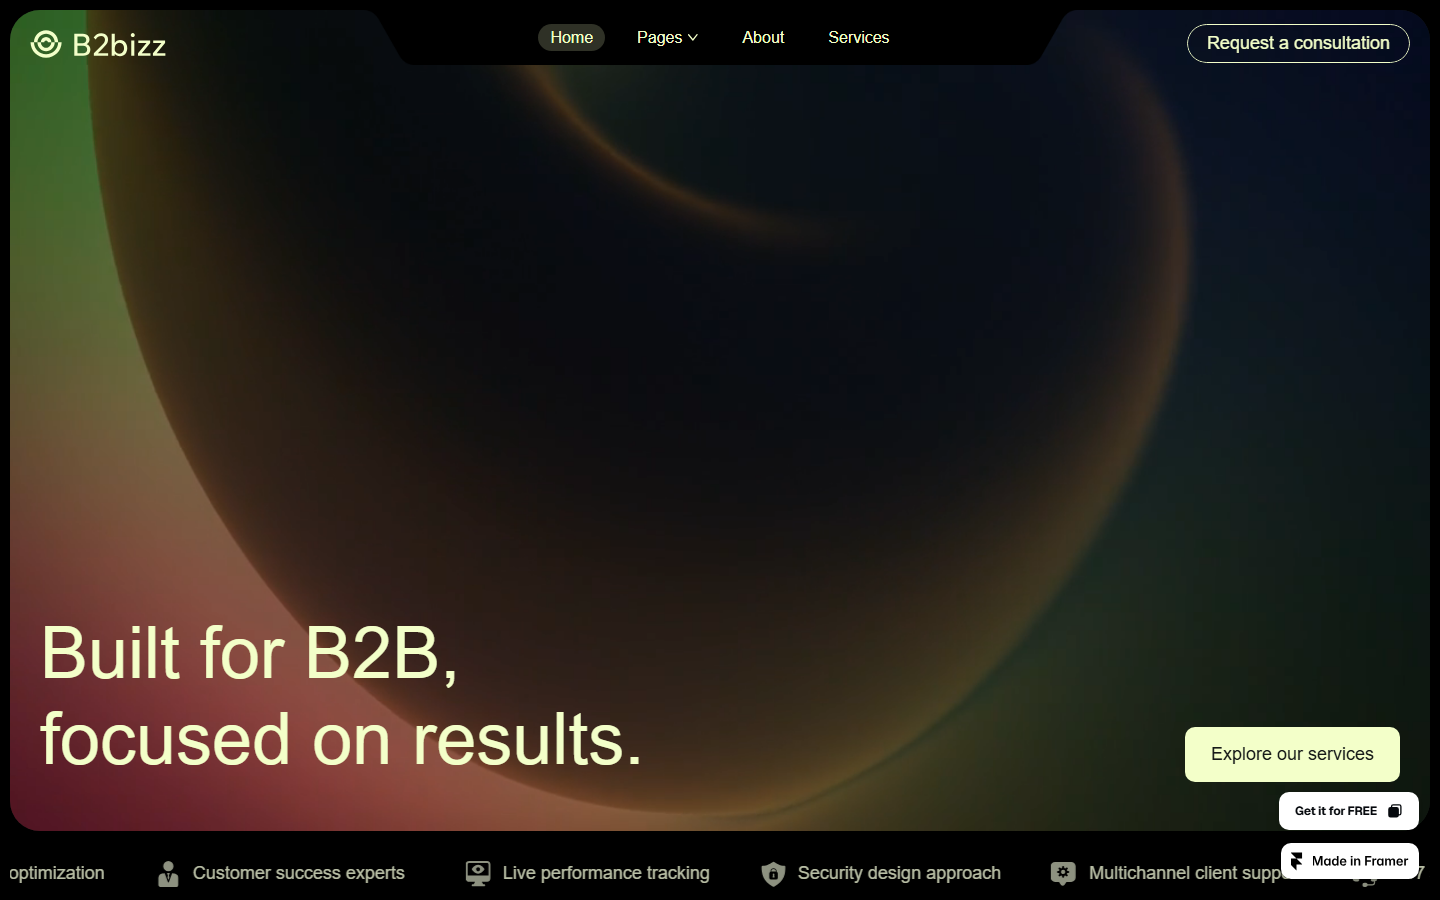 B2bizz
Home
Pages
About
Services
Request a consultation
Built for B2B,
focused on results.
Explore our services
Get it for FREE
Made in Framer
optimization
Customer success experts
Live performance tracking
Security design approach
Multichannel client
7